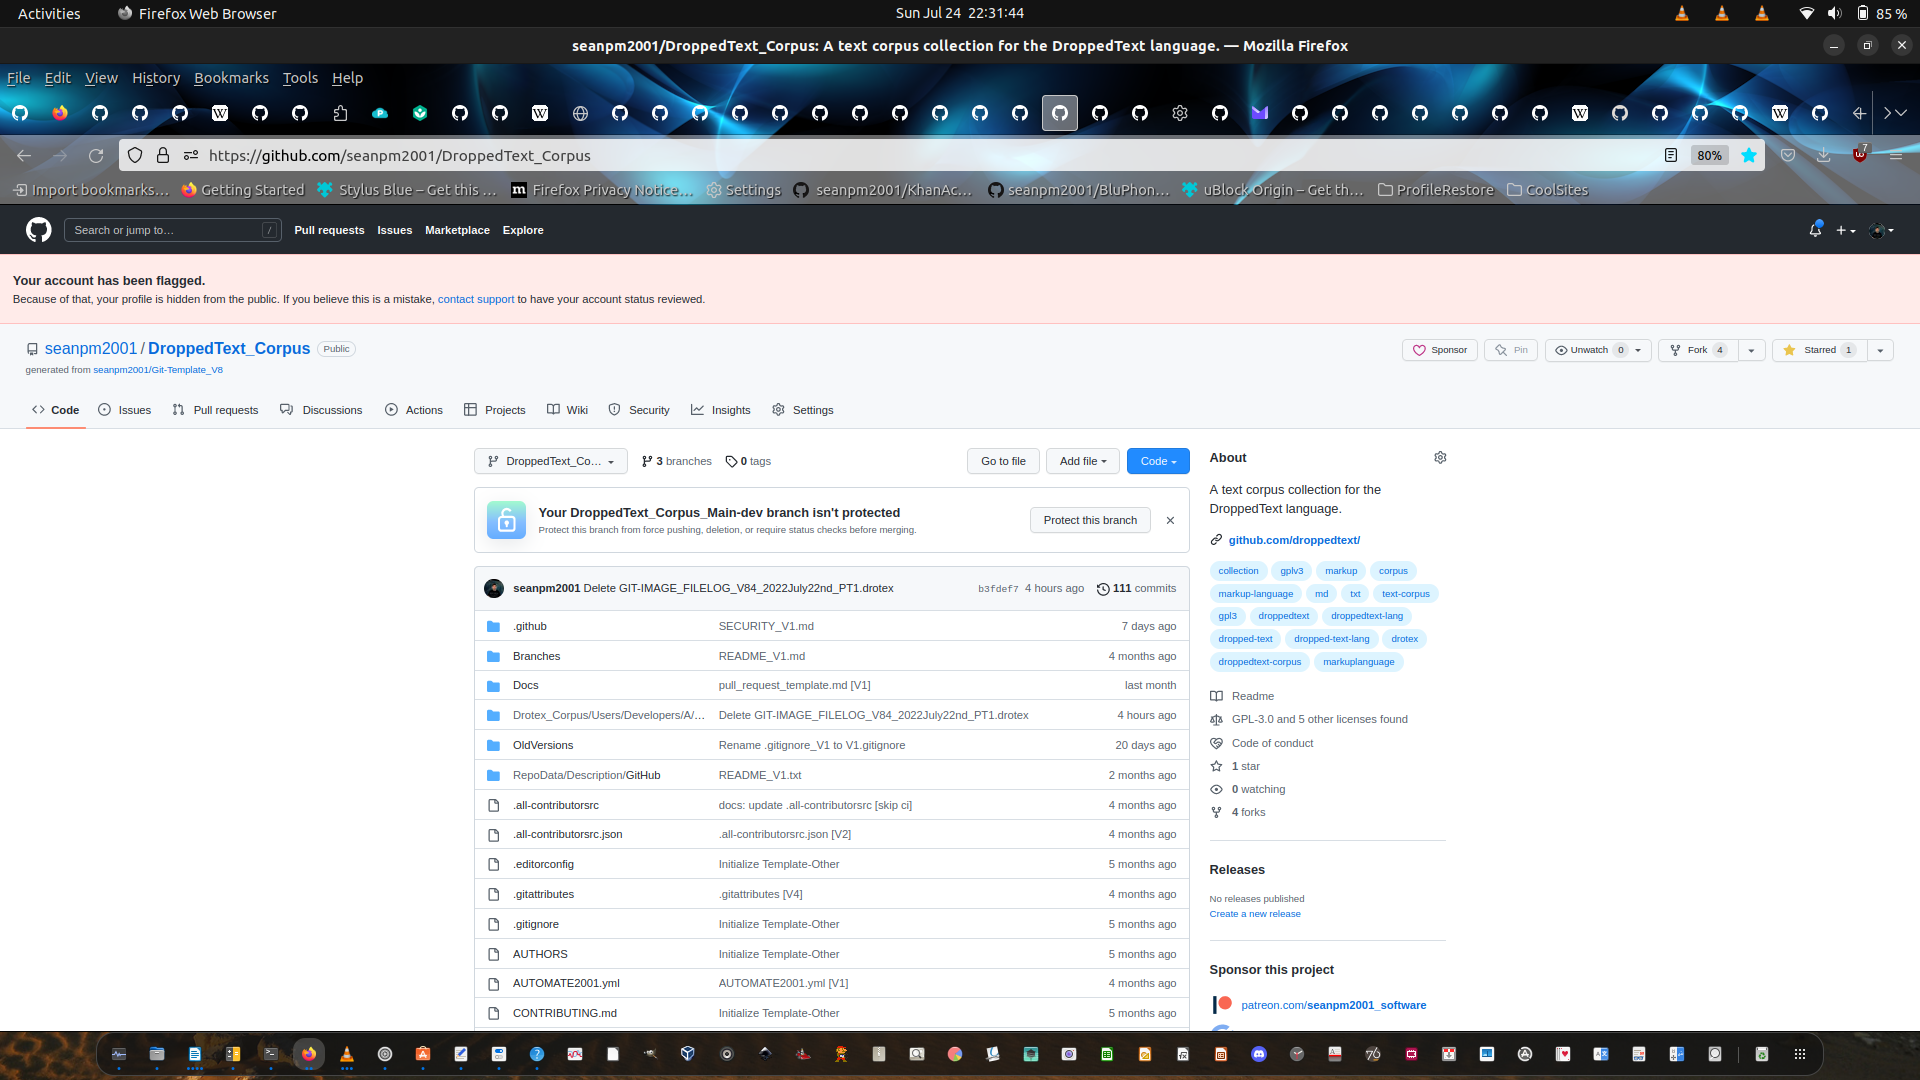 Activities
Firefox Web Browser
Sun Jul 24 22:31:44
85 %
seanpm2001/DroppedText_Corpus: A text corpus collection for the DroppedText language. — Mozilla Firefox
File Edit View History Bookmarks Tools Help
https://github.com/seanpm2001/DroppedText_Corpus
80%
7
Import bookmarks…
Getting Started
Stylus Blue – Get this …
Firefox Privacy Notice…
Settings
seanpm2001/KhanAc…
seanpm2001/BluPhon…
uBlock Origin – Get th…
ProfileRestore
CoolSites
Search or jump to…
/
Pull requests Issues Marketplace Explore
Your account has been flagged.
Because of that, your profile is hidden from the public. If you believe this is a mistake, contact support to have your account status reviewed.
seanpm2001 / DroppedText_Corpus Public
generated from seanpm2001/Git-Template_V8
Sponsor
Pin
Unwatch 0
Fork 4
Starred 1
Code
Issues
Pull requests
Discussions
Actions
Projects
Wiki
Security
Insights
Settings
DroppedText_Co…
3 branches
0 tags
Go to file
Add file
Code
Your DroppedText_Corpus_Main-dev branch isn't protected
Protect this branch from force pushing, deletion, or require status checks before merging.
Protect this branch
seanpm2001 Delete GIT-IMAGE_FILELOG_V84_2022July22nd_PT1.drotex
b3fdef7 4 hours ago
111 commits
.github SECURITY_V1.md 7 days ago
Branches README_V1.md 4 months ago
Docs pull_request_template.md [V1] last month
Drotex_Corpus/Users/Developers/A/… Delete GIT-IMAGE_FILELOG_V84_2022July22nd_PT1.drotex 4 hours ago
OldVersions Rename .gitignore_V1 to V1.gitignore 20 days ago
RepoData/Description/GitHub README_V1.txt 2 months ago
.all-contributorsrc docs: update .all-contributorsrc [skip ci] 4 months ago
.all-contributorsrc.json .all-contributorsrc.json [V2] 4 months ago
.editorconfig Initialize Template-Other 5 months ago
.gitattributes .gitattributes [V4] 4 months ago
.gitignore Initialize Template-Other 5 months ago
AUTHORS Initialize Template-Other 5 months ago
AUTOMATE2001.yml AUTOMATE2001.yml [V1] 4 months ago
CONTRIBUTING.md Initialize Template-Other 5 months ago
About
A text corpus collection for the
DroppedText language.
github.com/droppedtext/
collection gplv3 markup corpus
markup-language md txt text-corpus
gpl3 droppedtext droppedtext-lang
dropped-text dropped-text-lang drotex
droppedtext-corpus markuplanguage
Readme
GPL-3.0 and 5 other licenses found
Code of conduct
1 star
0 watching
4 forks
Releases
No releases published
Create a new release
Sponsor this project
patreon.com/seanpm2001_software